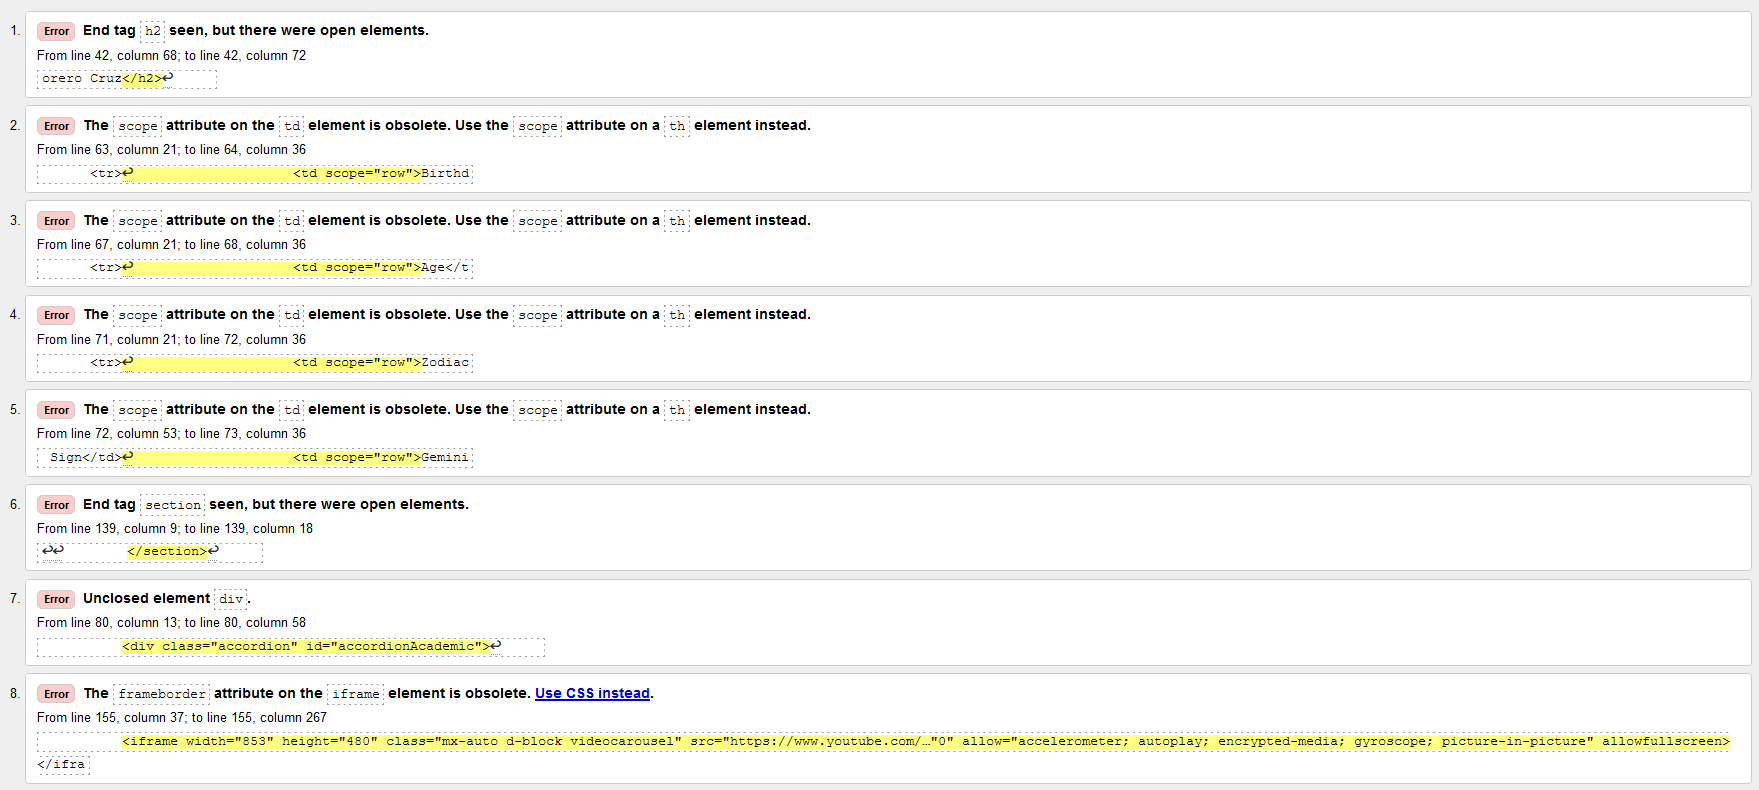 1. Error End tag h2 seen, but there were open elements.
From line 42, column 68; to line 42, column 72
orero Cruz</h2>↩
2. Error The scope attribute on the td element is obsolete. Use the scope attribute on a th element instead.
From line 63, column 21; to line 64, column 36
<tr>↩ <td scope="row">Birthd
3. Error The scope attribute on the td element is obsolete. Use the scope attribute on a th element instead.
From line 67, column 21; to line 68, column 36
<tr>↩ <td scope="row">Age</t
4. Error The scope attribute on the td element is obsolete. Use the scope attribute on a th element instead.
From line 71, column 21; to line 72, column 36
<tr>↩ <td scope="row">Zodiac
5. Error The scope attribute on the td element is obsolete. Use the scope attribute on a th element instead.
From line 72, column 53; to line 73, column 36
Sign</td>↩ <td scope="row">Gemini
6. Error End tag section seen, but there were open elements.
From line 139, column 9; to line 139, column 18
↩↩ </section>↩
7. Error Unclosed element div.
From line 80, column 13; to line 80, column 58
<div class="accordion" id="accordionAcademic">↩
8. Error The frameborder attribute on the iframe element is obsolete. Use CSS instead.
From line 155, column 37; to line 155, column 267
<iframe width="853" height="480" class="mx-auto d-block videocarousel" src="https://www.youtube.com/…"0" allow="accelerometer; autoplay; encrypted-media; gyroscope; picture-in-picture" allowfullscreen>
</ifra